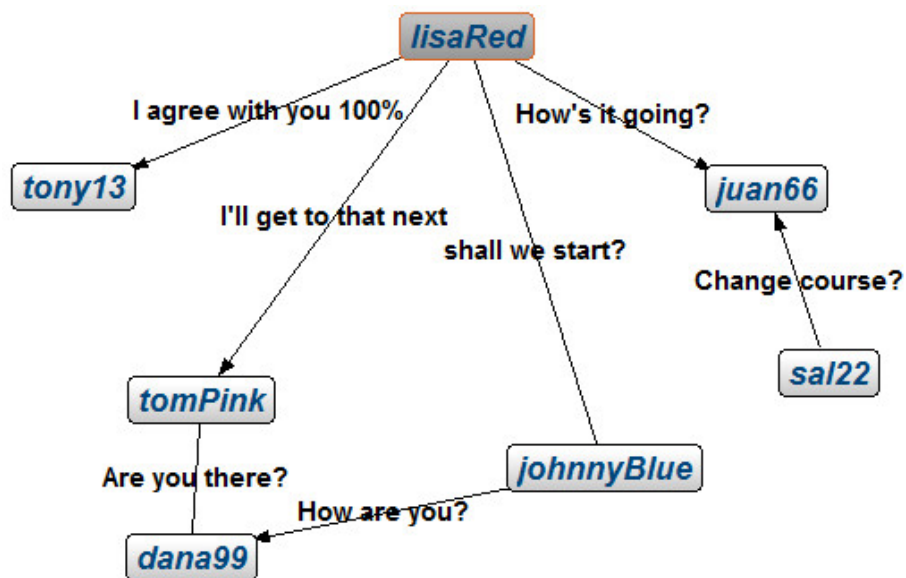 lisaRed
I agree with you 100%
How's it going?
tony13
juan66
I'll get to that next
shall we start?
Change course?
sal22
tomPink
johnnyBlue
Are you there?
How are you?
dana99